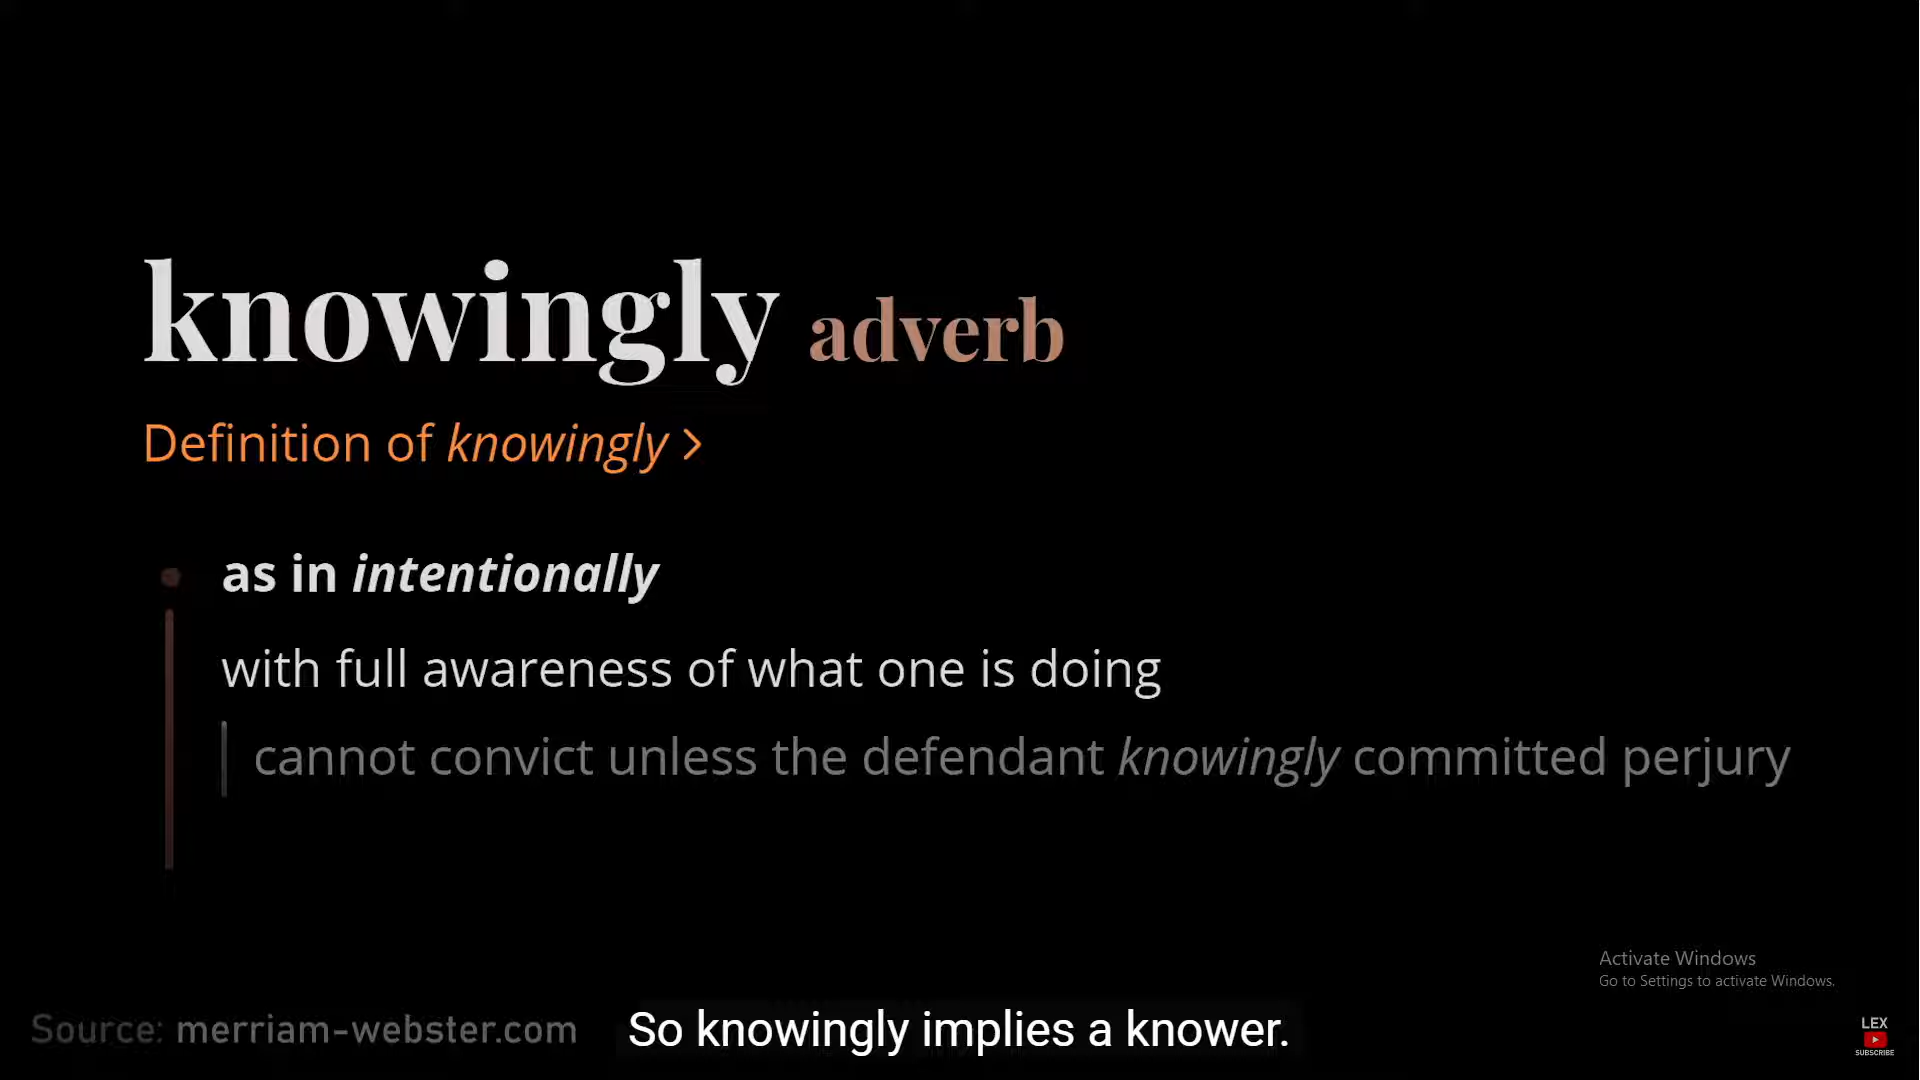 knowingly adverb
Definition of knowingly >
as in intentionally
with full awareness of what one is doing
cannot convict unless the defendant knowingly committed perjury
Activate Windows
Go to Settings to activate Windows.
Source: merriam-webster.com
So knowingly implies a knower.
LEX
SUBSCRIBE